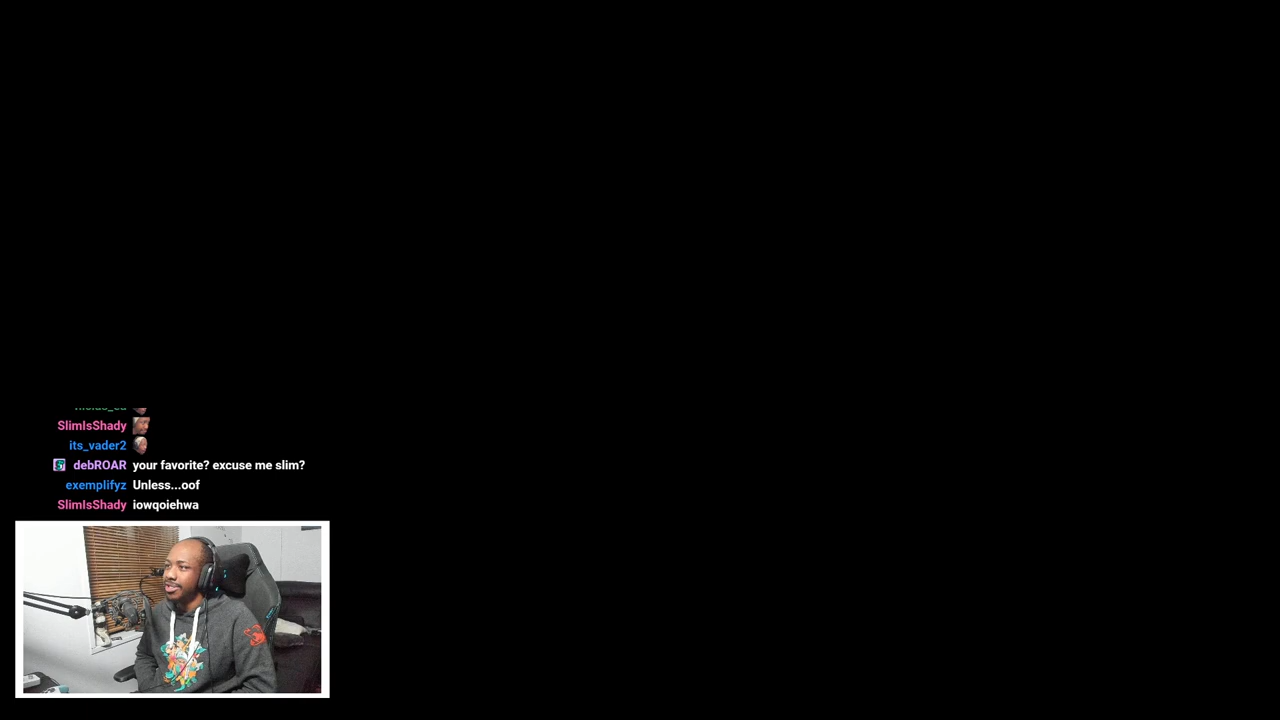 SlimIsShady
its_vader2
debROAR your favorite? excuse me slim?
exemplifyz Unless...oof
SlimIsShady iowqoiehwa